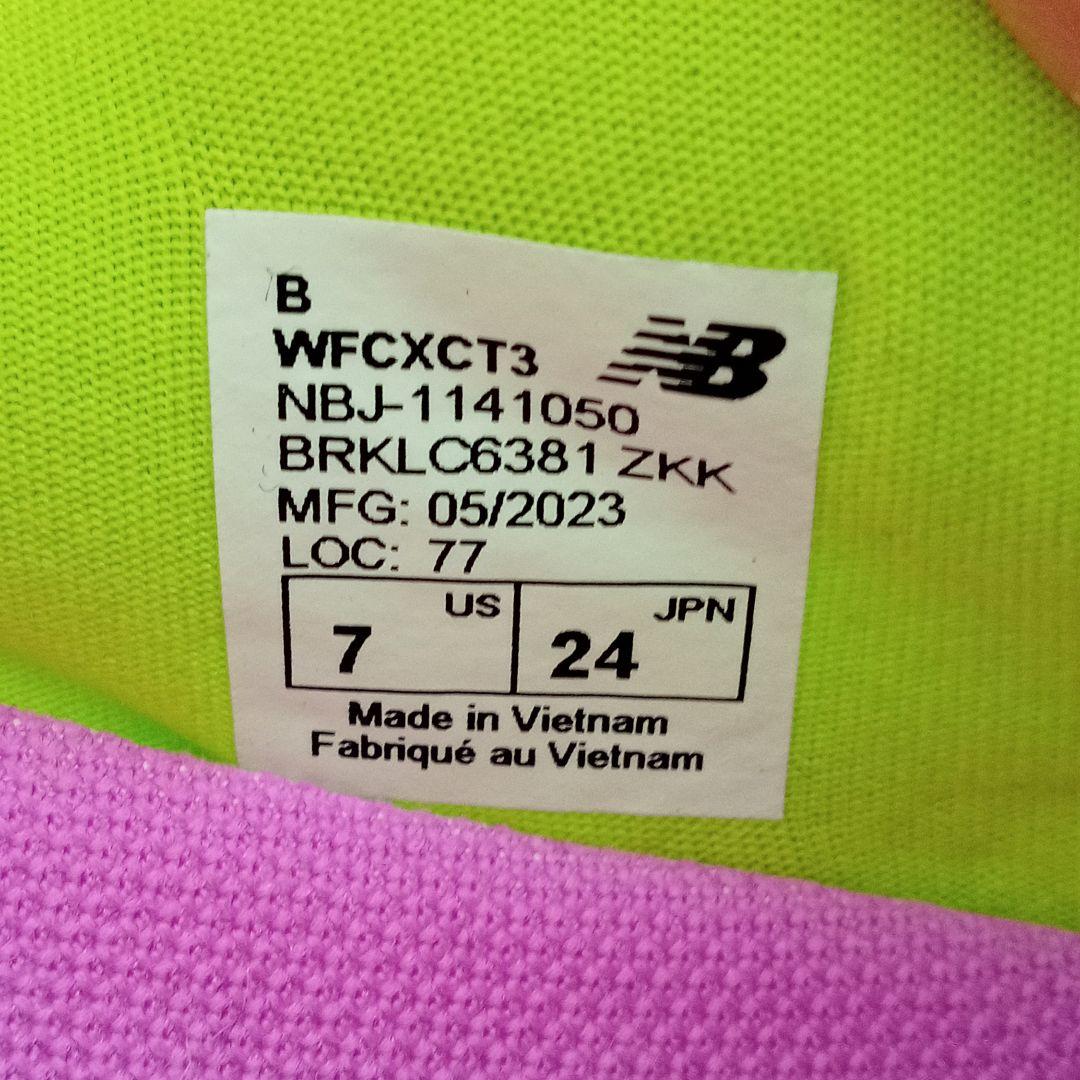 B
WFCXCT3
NB
NBJ-1141050
BRKLC6381 ZKK
MFG: 05/2023
LOC: 77
7 US 24 JPN
Made in Vietnam
Fabriqué au Vietnam